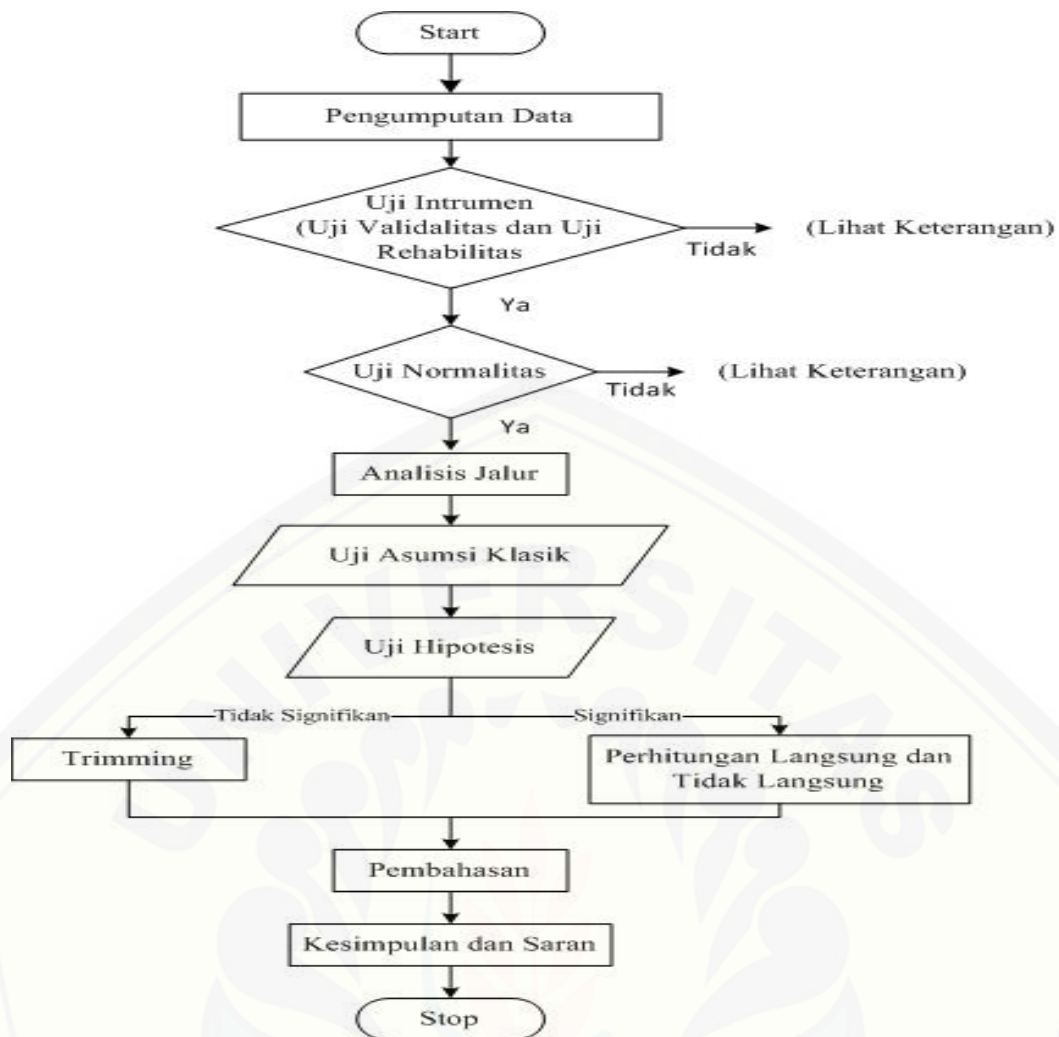 Start
Pengumputan Data
Uji Intrumen
(Uji Validalitas dan Uji
Rehabilitas
Tidak
(Lihat Keterangan)
Ya
Uji Normalitas
Tidak
(Lihat Keterangan)
Ya
Analisis Jalur
Uji Asumsi Klasik
Uji Hipotesis
Tidak Signifikan
Signifikan
Trimming
Perhitungan Langsung dan
Tidak Langsung
Pembahasan
Kesimpulan dan Saran
Stop
UNIVERSITAS